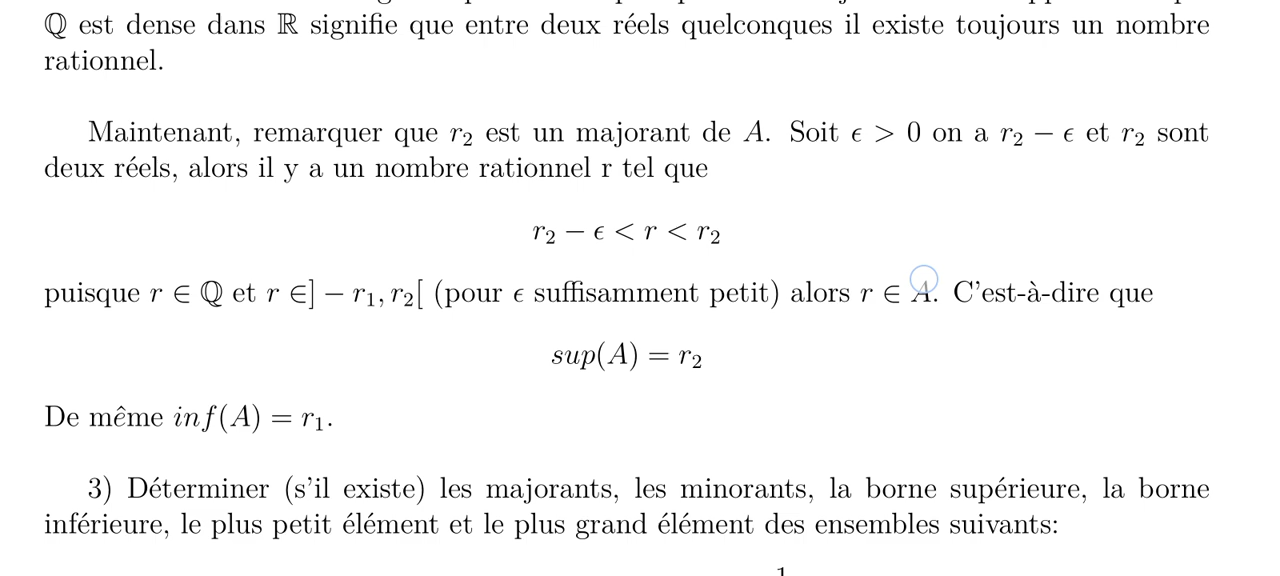 ℚ est dense dans ℝ signifie que entre deux réels quelconques il existe toujours un nombre
rationnel.
Maintenant, remarquer que r₂ est un majorant de A. Soit ϵ > 0 on a r₂ − ϵ et r₂ sont
deux réels, alors il y a un nombre rationnel r tel que
r₂ − ϵ < r < r₂
puisque r ∈ ℚ et r ∈] − r₁, r₂[ (pour ϵ suffisamment petit) alors r ∈ A. C'est-à-dire que
sup(A) = r₂
De même inf(A) = r₁.
3) Déterminer (s'il existe) les majorants, les minorants, la borne supérieure, la borne
inférieure, le plus petit élément et le plus grand élément des ensembles suivants: